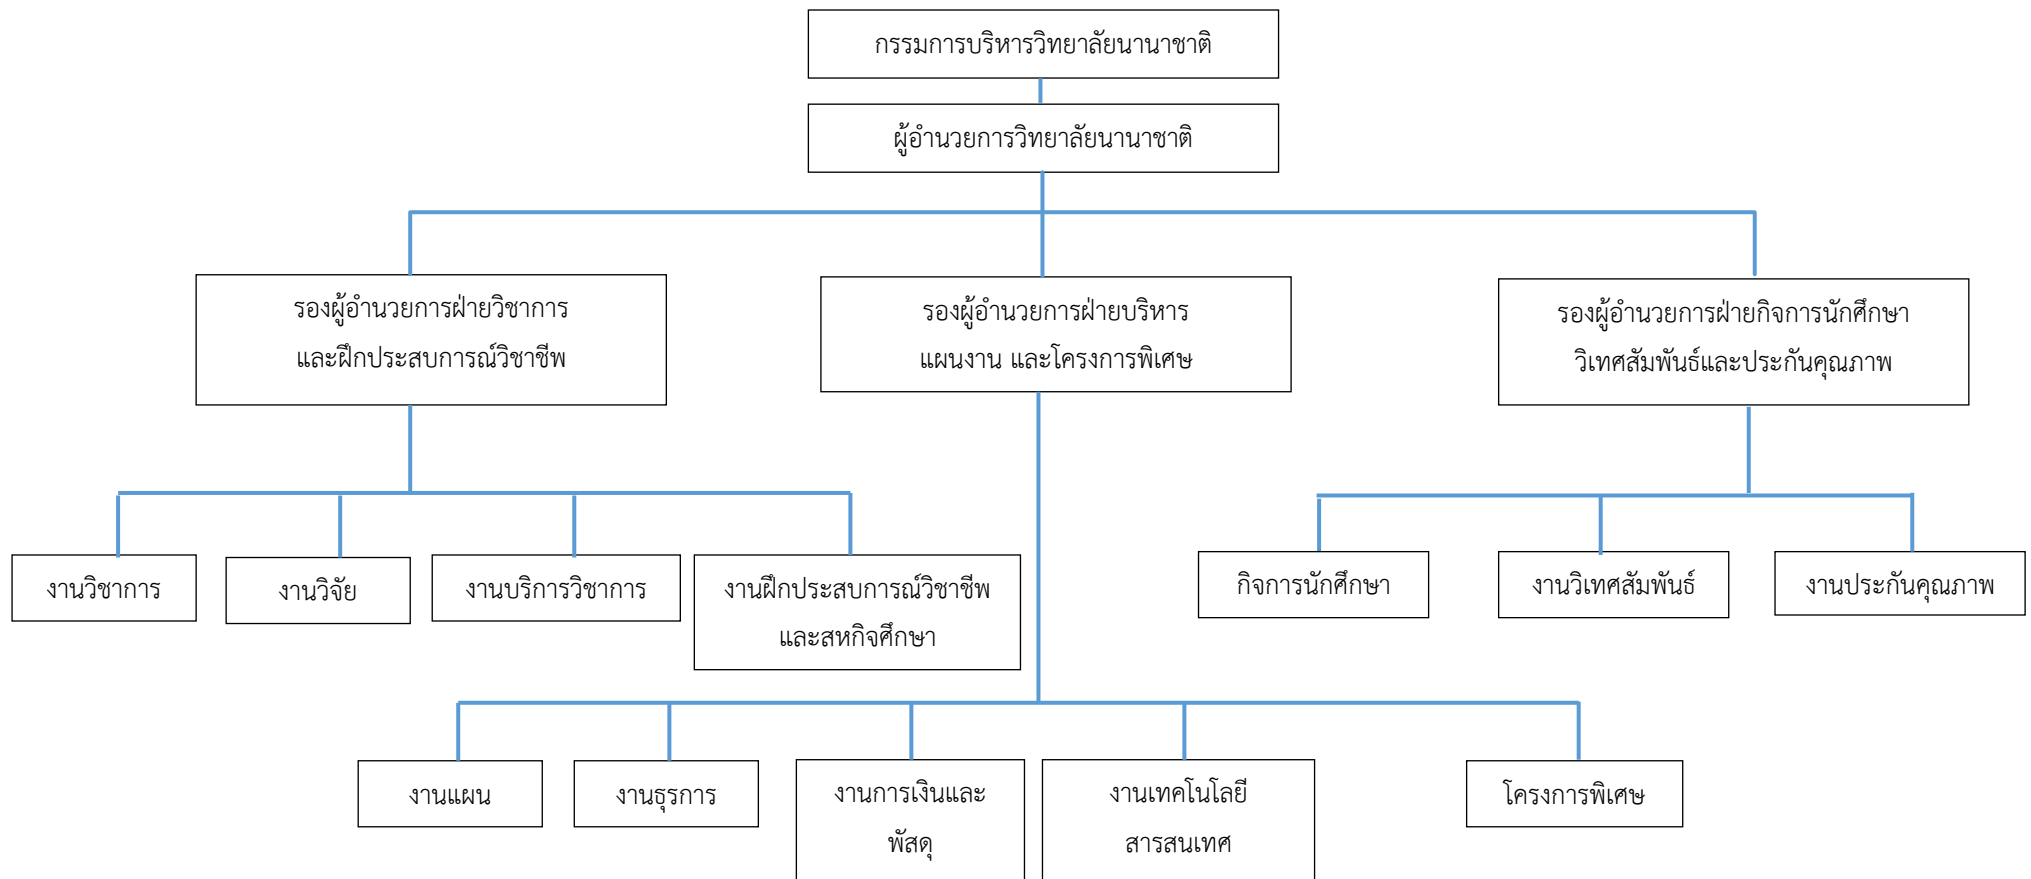 กรรมการบริหารวิทยาลัยนานาชาติ
ผู้อำนวยการวิทยาลัยนานาชาติ
รองผู้อำนวยการฝ่ายวิชาการ
และฝึกประสบการณ์วิชาชีพ
รองผู้อำนวยการฝ่ายบริหาร
แผนงาน และโครงการพิเศษ
รองผู้อำนวยการฝ่ายกิจการนักศึกษา
วิเทศสัมพันธ์และประกันคุณภาพ
งานวิชาการ
งานวิจัย
งานบริการวิชาการ
งานฝึกประสบการณ์วิชาชีพ
และสหกิจศึกษา
กิจการนักศึกษา
งานวิเทศสัมพันธ์
งานประกันคุณภาพ
งานแผน
งานธุรการ
งานการเงินและ
พัสดุ
งานเทคโนโลยี
สารสนเทศ
โครงการพิเศษ